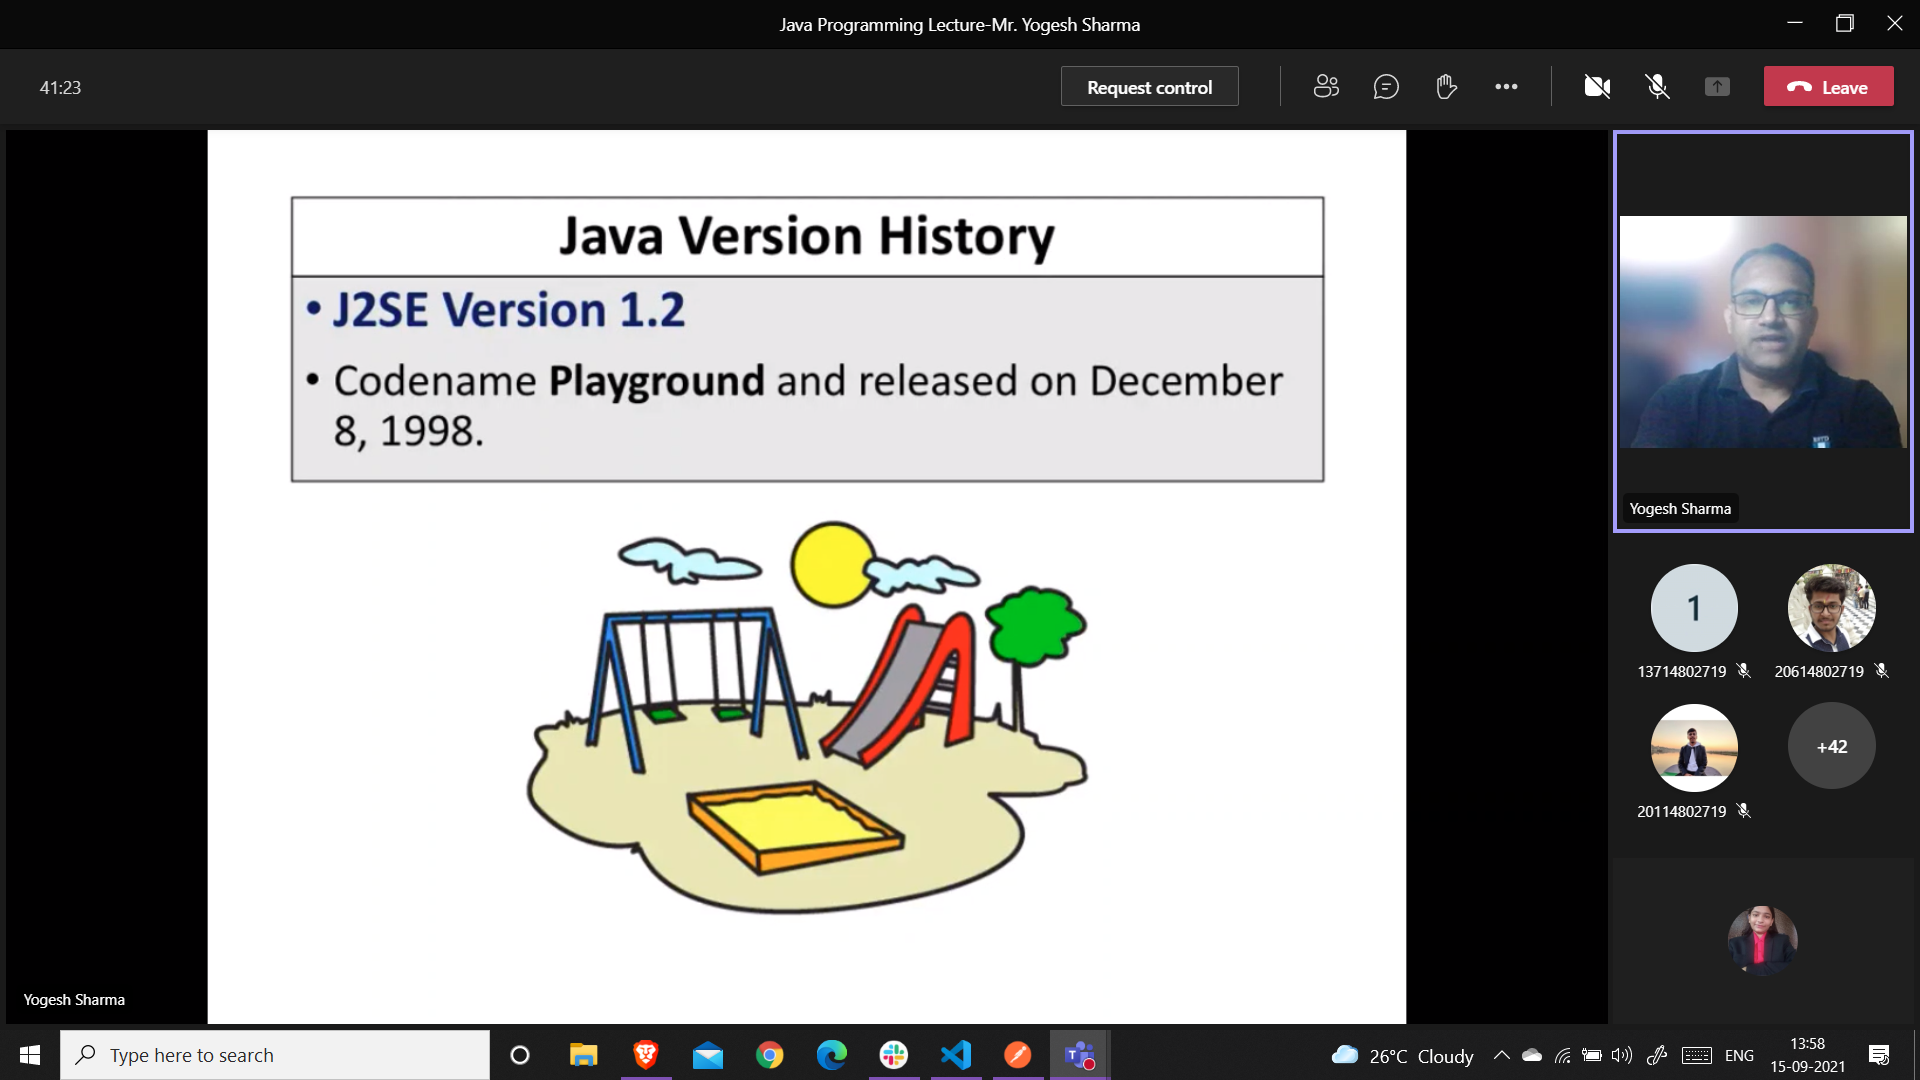 Java Programming Lecture-Mr. Yogesh Sharma
41:23
Request control
Leave
Java Version History
• J2SE Version 1.2
• Codename Playground and released on December
8, 1998.
Yogesh Sharma
1
13714802719
20614802719
20114802719
+42
Yogesh Sharma
Type here to search
26°C Cloudy
ENG
13:58
15-09-2021